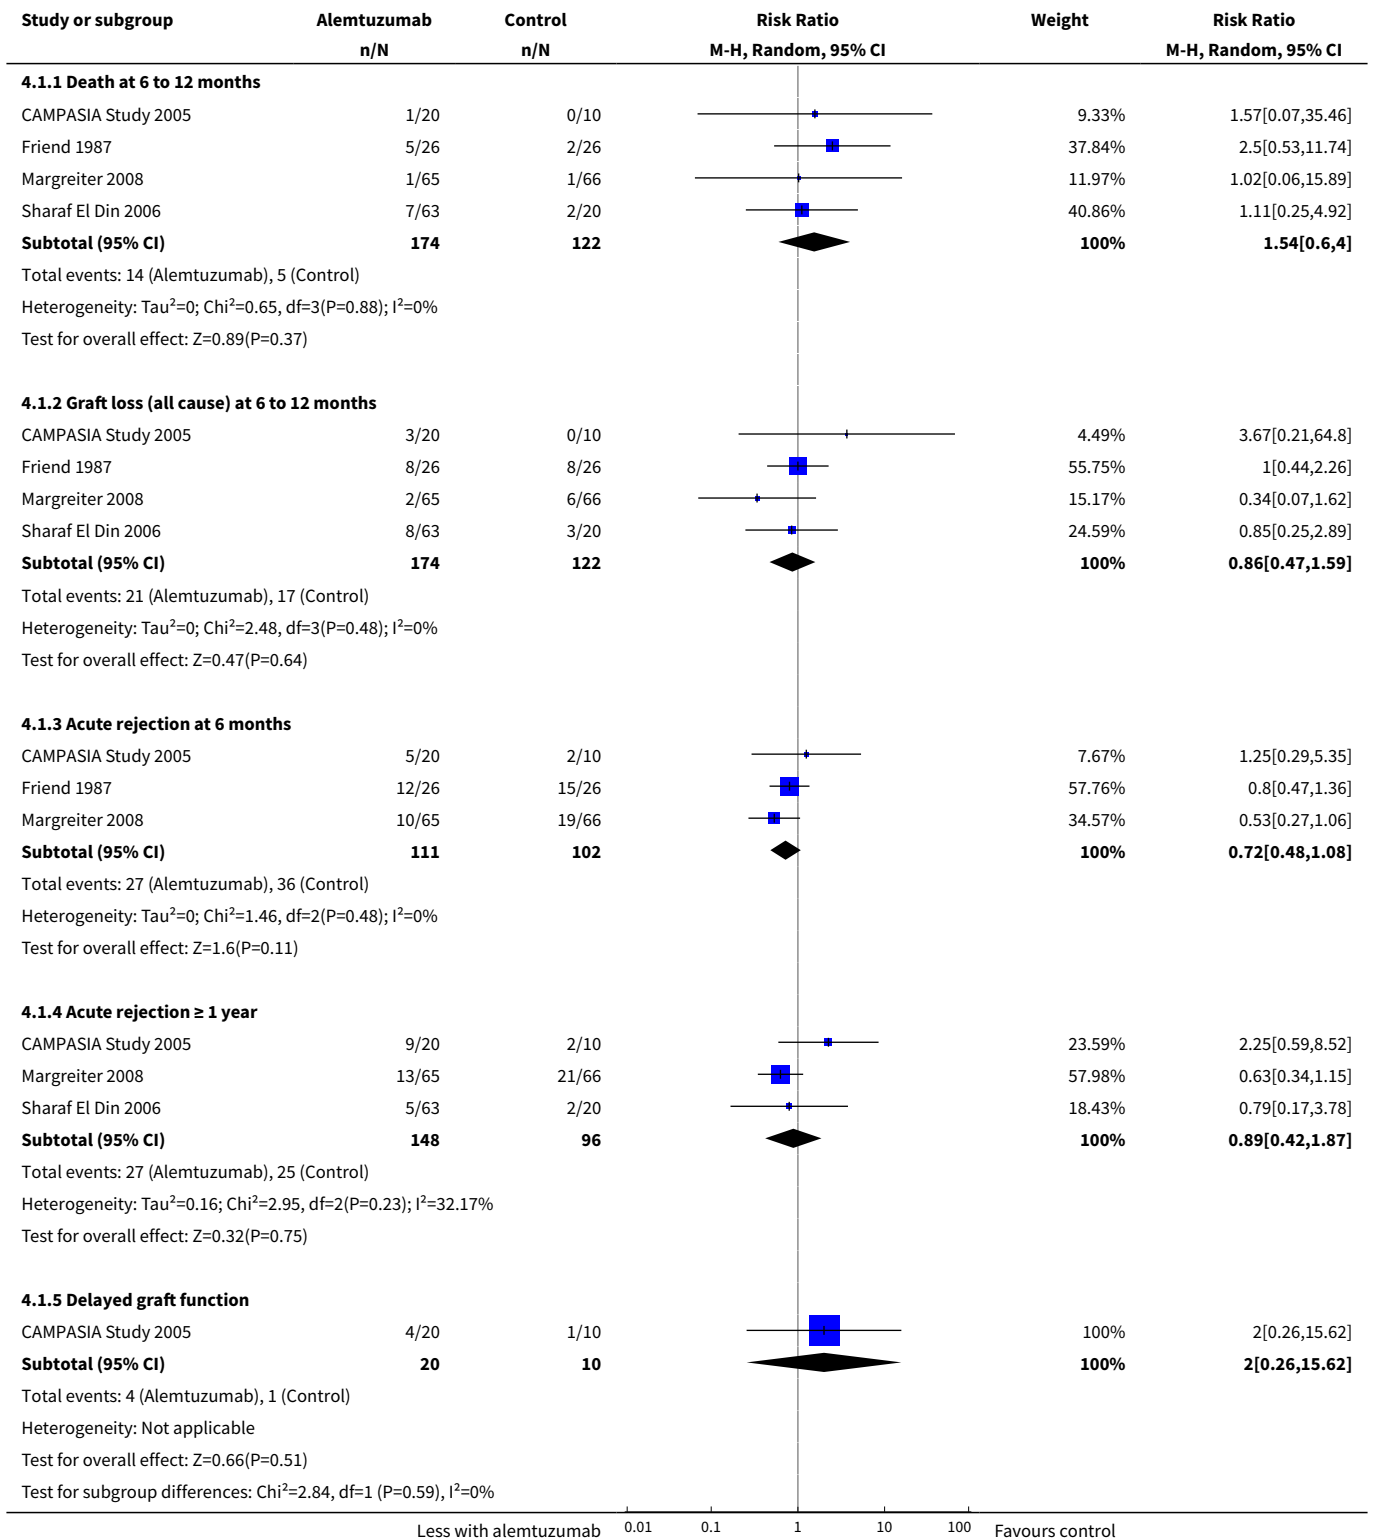 Study or subgroup Alemtuzumab Control Risk Ratio Weight Risk Ratio
n/N n/N M-H, Random, 95% CI M-H, Random, 95% CI
4.1.1 Death at 6 to 12 months
CAMPASIA Study 2005 1/20 0/10 9.33% 1.57[0.07,35.46]
Friend 1987 5/26 2/26 37.84% 2.5[0.53,11.74]
Margreiter 2008 1/65 1/66 11.97% 1.02[0.06,15.89]
Sharaf El Din 2006 7/63 2/20 40.86% 1.11[0.25,4.92]
Subtotal (95% CI) 174 122 100% 1.54[0.6,4]
Total events: 14 (Alemtuzumab), 5 (Control)
Heterogeneity: Tau²=0; Chi²=0.65, df=3(P=0.88); I²=0%
Test for overall effect: Z=0.89(P=0.37)
4.1.2 Graft loss (all cause) at 6 to 12 months
CAMPASIA Study 2005 3/20 0/10 4.49% 3.67[0.21,64.8]
Friend 1987 8/26 8/26 55.75% 1[0.44,2.26]
Margreiter 2008 2/65 6/66 15.17% 0.34[0.07,1.62]
Sharaf El Din 2006 8/63 3/20 24.59% 0.85[0.25,2.89]
Subtotal (95% CI) 174 122 100% 0.86[0.47,1.59]
Total events: 21 (Alemtuzumab), 17 (Control)
Heterogeneity: Tau²=0; Chi²=2.48, df=3(P=0.48); I²=0%
Test for overall effect: Z=0.47(P=0.64)
4.1.3 Acute rejection at 6 months
CAMPASIA Study 2005 5/20 2/10 7.67% 1.25[0.29,5.35]
Friend 1987 12/26 15/26 57.76% 0.8[0.47,1.36]
Margreiter 2008 10/65 19/66 34.57% 0.53[0.27,1.06]
Subtotal (95% CI) 111 102 100% 0.72[0.48,1.08]
Total events: 27 (Alemtuzumab), 36 (Control)
Heterogeneity: Tau²=0; Chi²=1.46, df=2(P=0.48); I²=0%
Test for overall effect: Z=1.6(P=0.11)
4.1.4 Acute rejection ≥ 1 year
CAMPASIA Study 2005 9/20 2/10 23.59% 2.25[0.59,8.52]
Margreiter 2008 13/65 21/66 57.98% 0.63[0.34,1.15]
Sharaf El Din 2006 5/63 2/20 18.43% 0.79[0.17,3.78]
Subtotal (95% CI) 148 96 100% 0.89[0.42,1.87]
Total events: 27 (Alemtuzumab), 25 (Control)
Heterogeneity: Tau²=0.16; Chi²=2.95, df=2(P=0.23); I²=32.17%
Test for overall effect: Z=0.32(P=0.75)
4.1.5 Delayed graft function
CAMPASIA Study 2005 4/20 1/10 100% 2[0.26,15.62]
Subtotal (95% CI) 20 10 100% 2[0.26,15.62]
Total events: 4 (Alemtuzumab), 1 (Control)
Heterogeneity: Not applicable
Test for overall effect: Z=0.66(P=0.51)
Test for subgroup differences: Chi²=2.84, df=1 (P=0.59), I²=0%
Less with alemtuzumab 0.01 0.1 1 10 100 Favours control